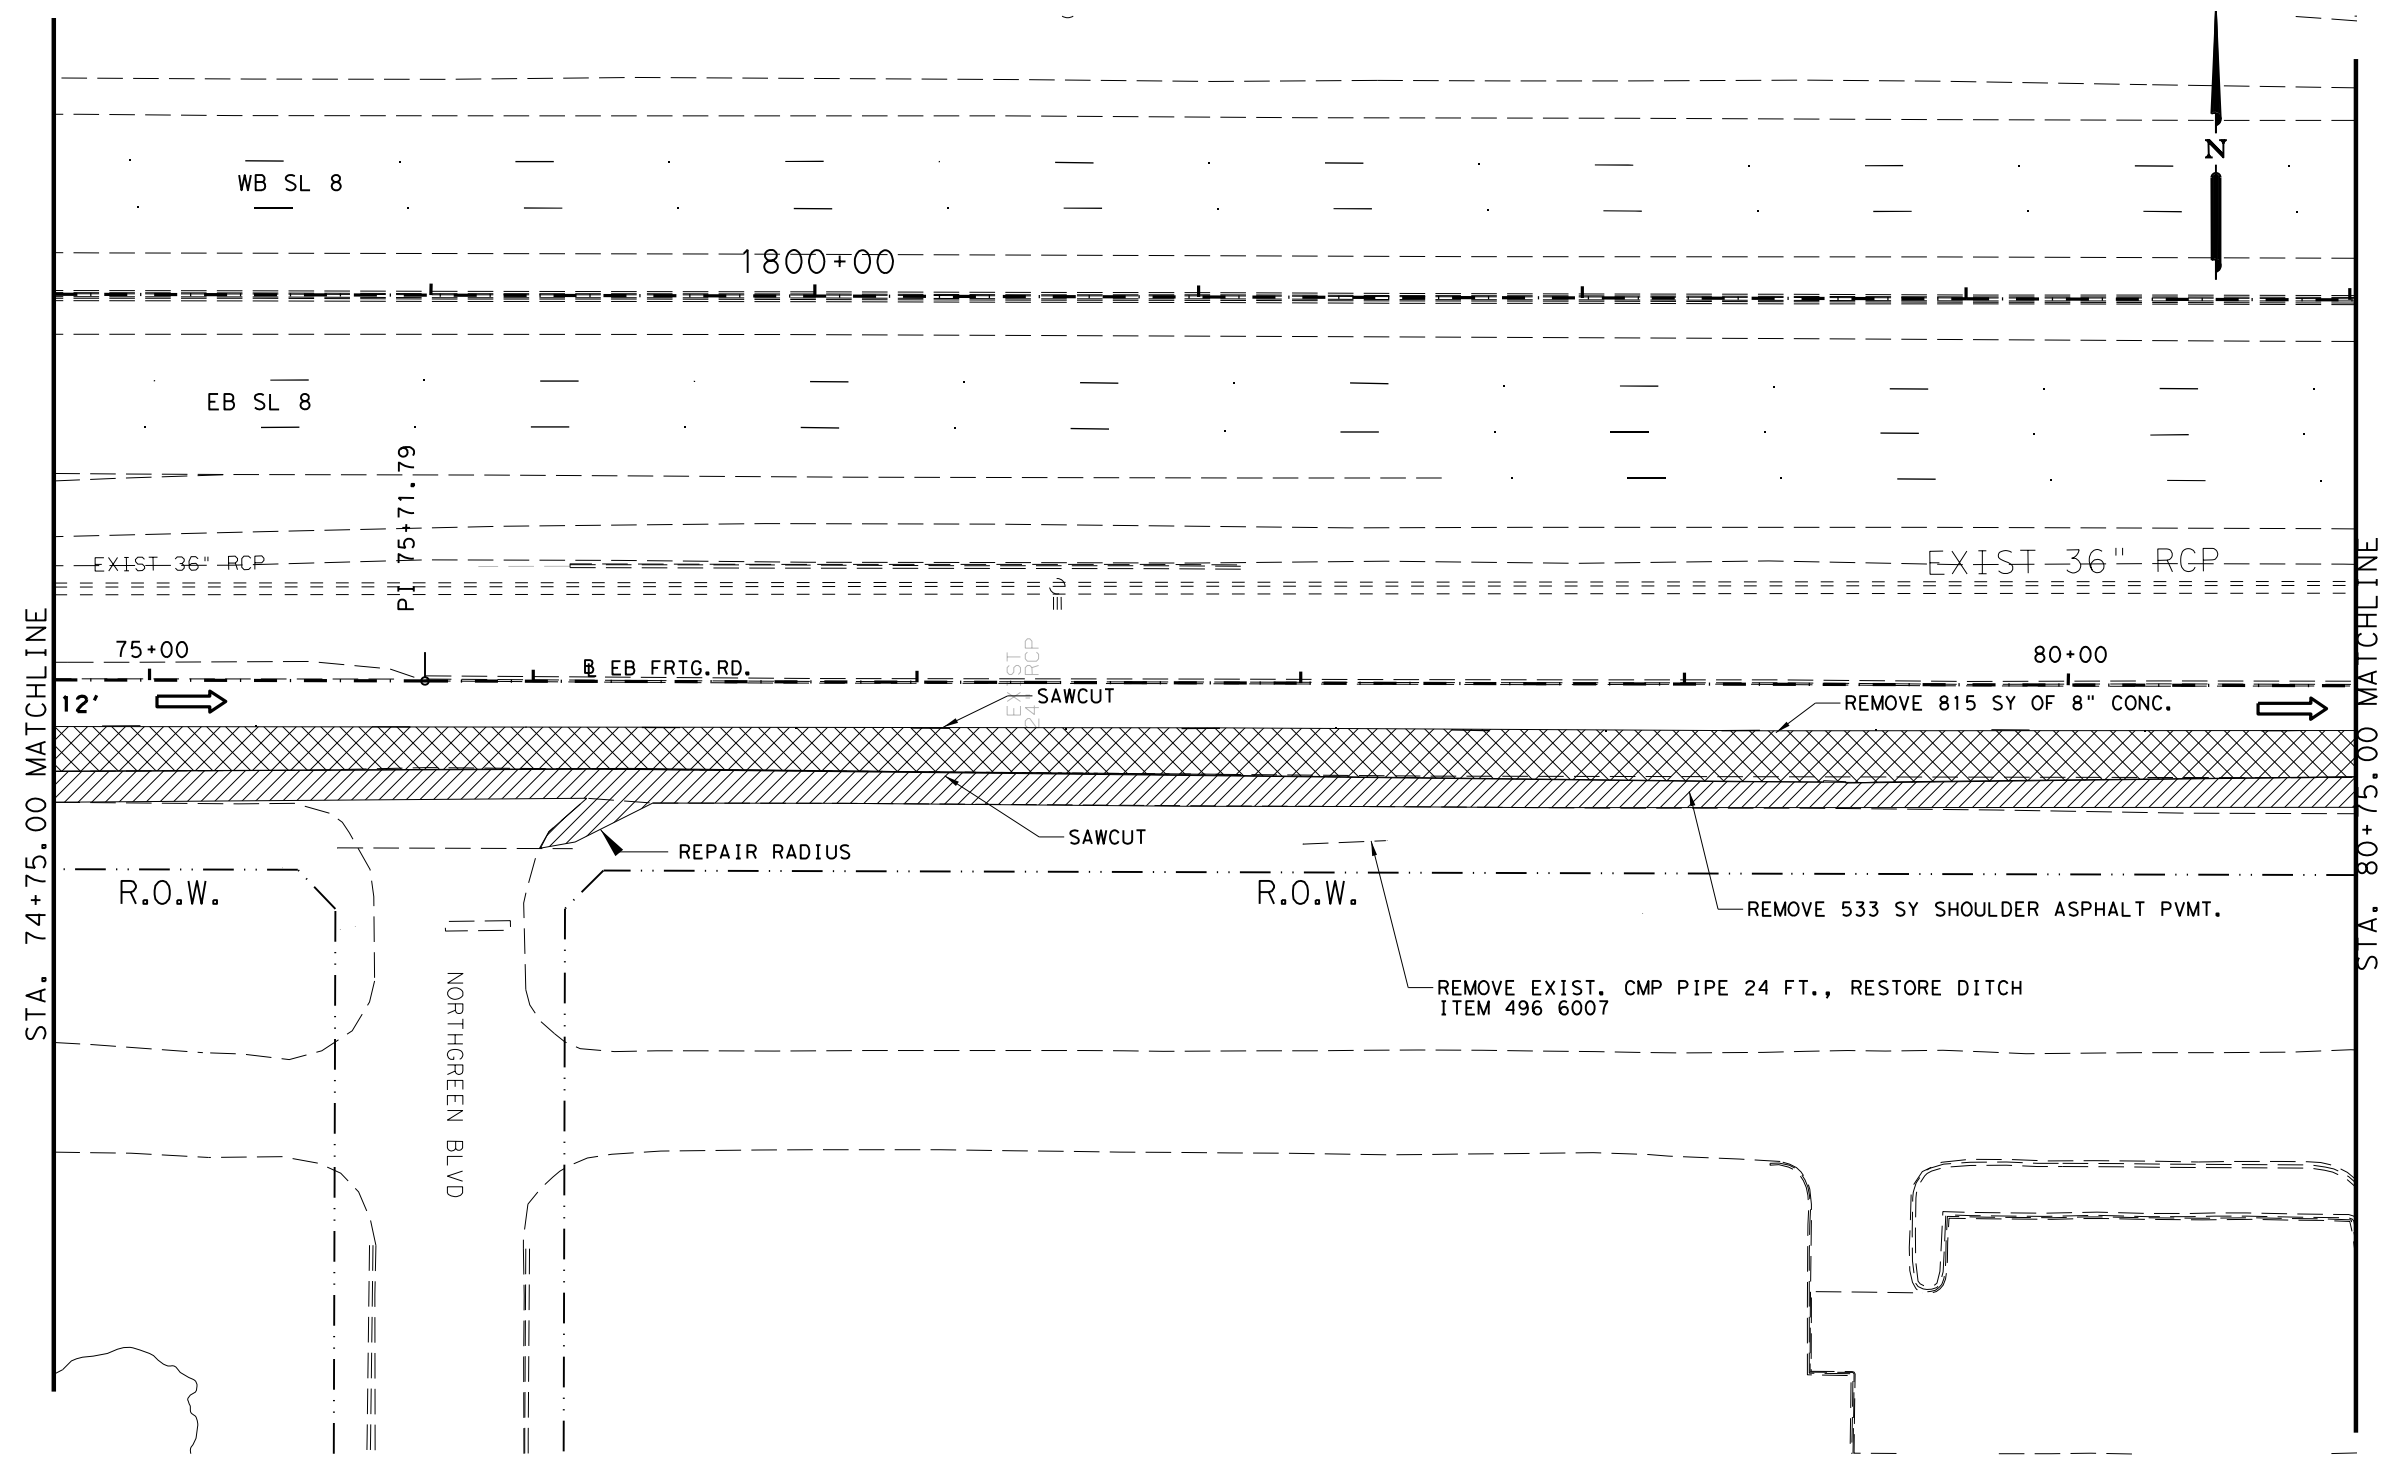 N
WB SL 8
1800+00
EB SL 8
PI 75+71.79
EXIST 36" RCP
EXIST 36" RCP
STA. 74+75.00 MATCHLINE
STA. 80+75.00 MATCHLINE
75+00
B EB FRTG.RD.
EXIST
24" RCP
80+00
12'
SAWCUT
REMOVE 815 SY OF 8" CONC.
SAWCUT
REPAIR RADIUS
R.O.W.
R.O.W.
REMOVE 533 SY SHOULDER ASPHALT PVMT.
NORTHGREEN BLVD
REMOVE EXIST. CMP PIPE 24 FT., RESTORE DITCH
ITEM 496 6007